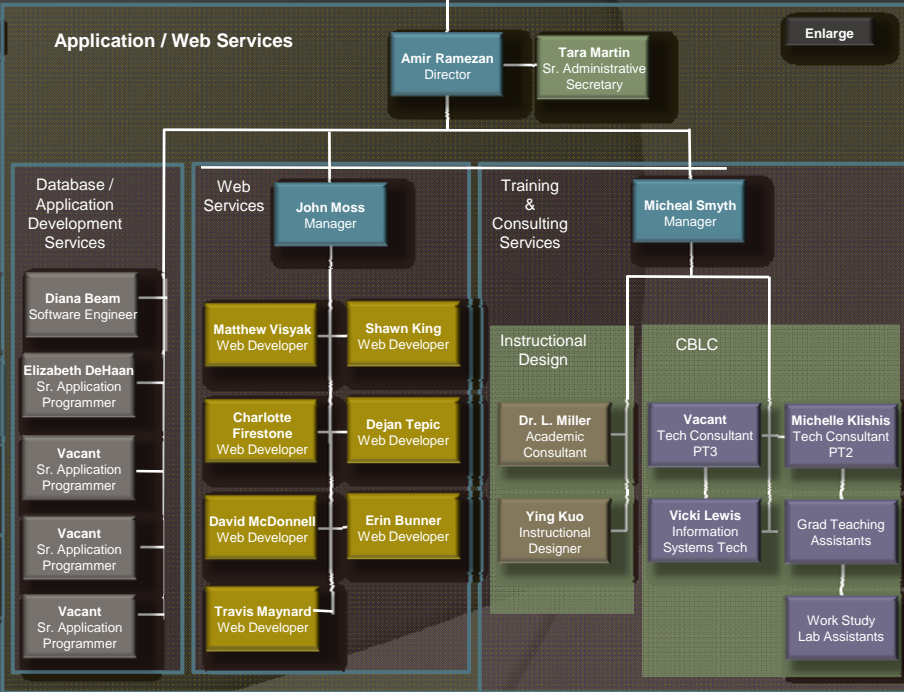 Application / Web Services
Enlarge
Amir Ramezan
Director
Tara Martin
Sr. Administrative
Secretary
Database /
Application
Development
Services
Web
Services
John Moss
Manager
Training
&
Consulting
Services
Micheal Smyth
Manager
Diana Beam
Software Engineer
Elizabeth DeHaan
Sr. Application
Programmer
Vacant
Sr. Application
Programmer
Vacant
Sr. Application
Programmer
Vacant
Sr. Application
Programmer
Matthew Visyak
Web Developer
Shawn King
Web Developer
Charlotte
Firestone
Web Developer
Dejan Tepic
Web Developer
David McDonnell
Web Developer
Erin Bunner
Web Developer
Travis Maynard
Web Developer
Instructional
Design
Dr. L. Miller
Academic
Consultant
Ying Kuo
Instructional
Designer
CBLC
Vacant
Tech Consultant
PT3
Michelle Klishis
Tech Consultant
PT2
Vicki Lewis
Information
Systems Tech
Grad Teaching
Assistants
Work Study
Lab Assistants